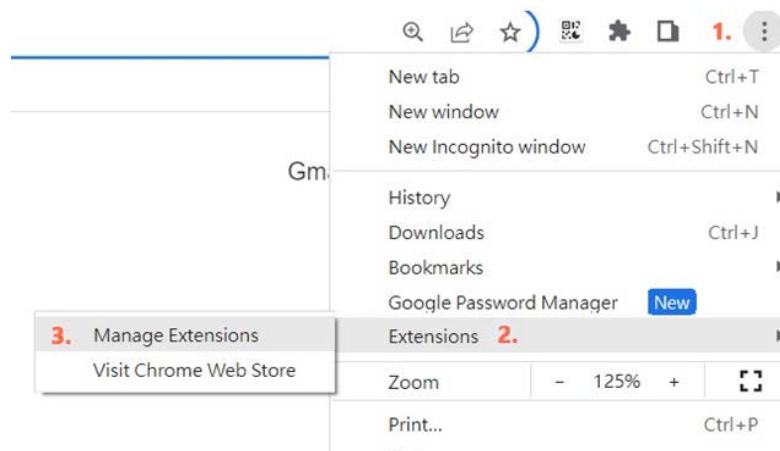 1.
New tab Ctrl+T
New window Ctrl+N
New Incognito window Ctrl+Shift+N
Gm
History
Downloads Ctrl+J
Bookmarks
Google Password Manager New
3. Manage Extensions
Extensions 2.
Visit Chrome Web Store
Zoom - 125% +
Print... Ctrl+P